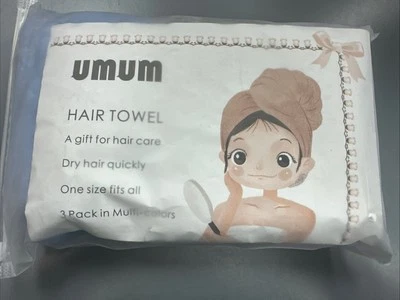 UMUM
HAIR TOWEL
A gift for hair care
Dry hair quickly
One size fits all
3 Pack in Multi-colors